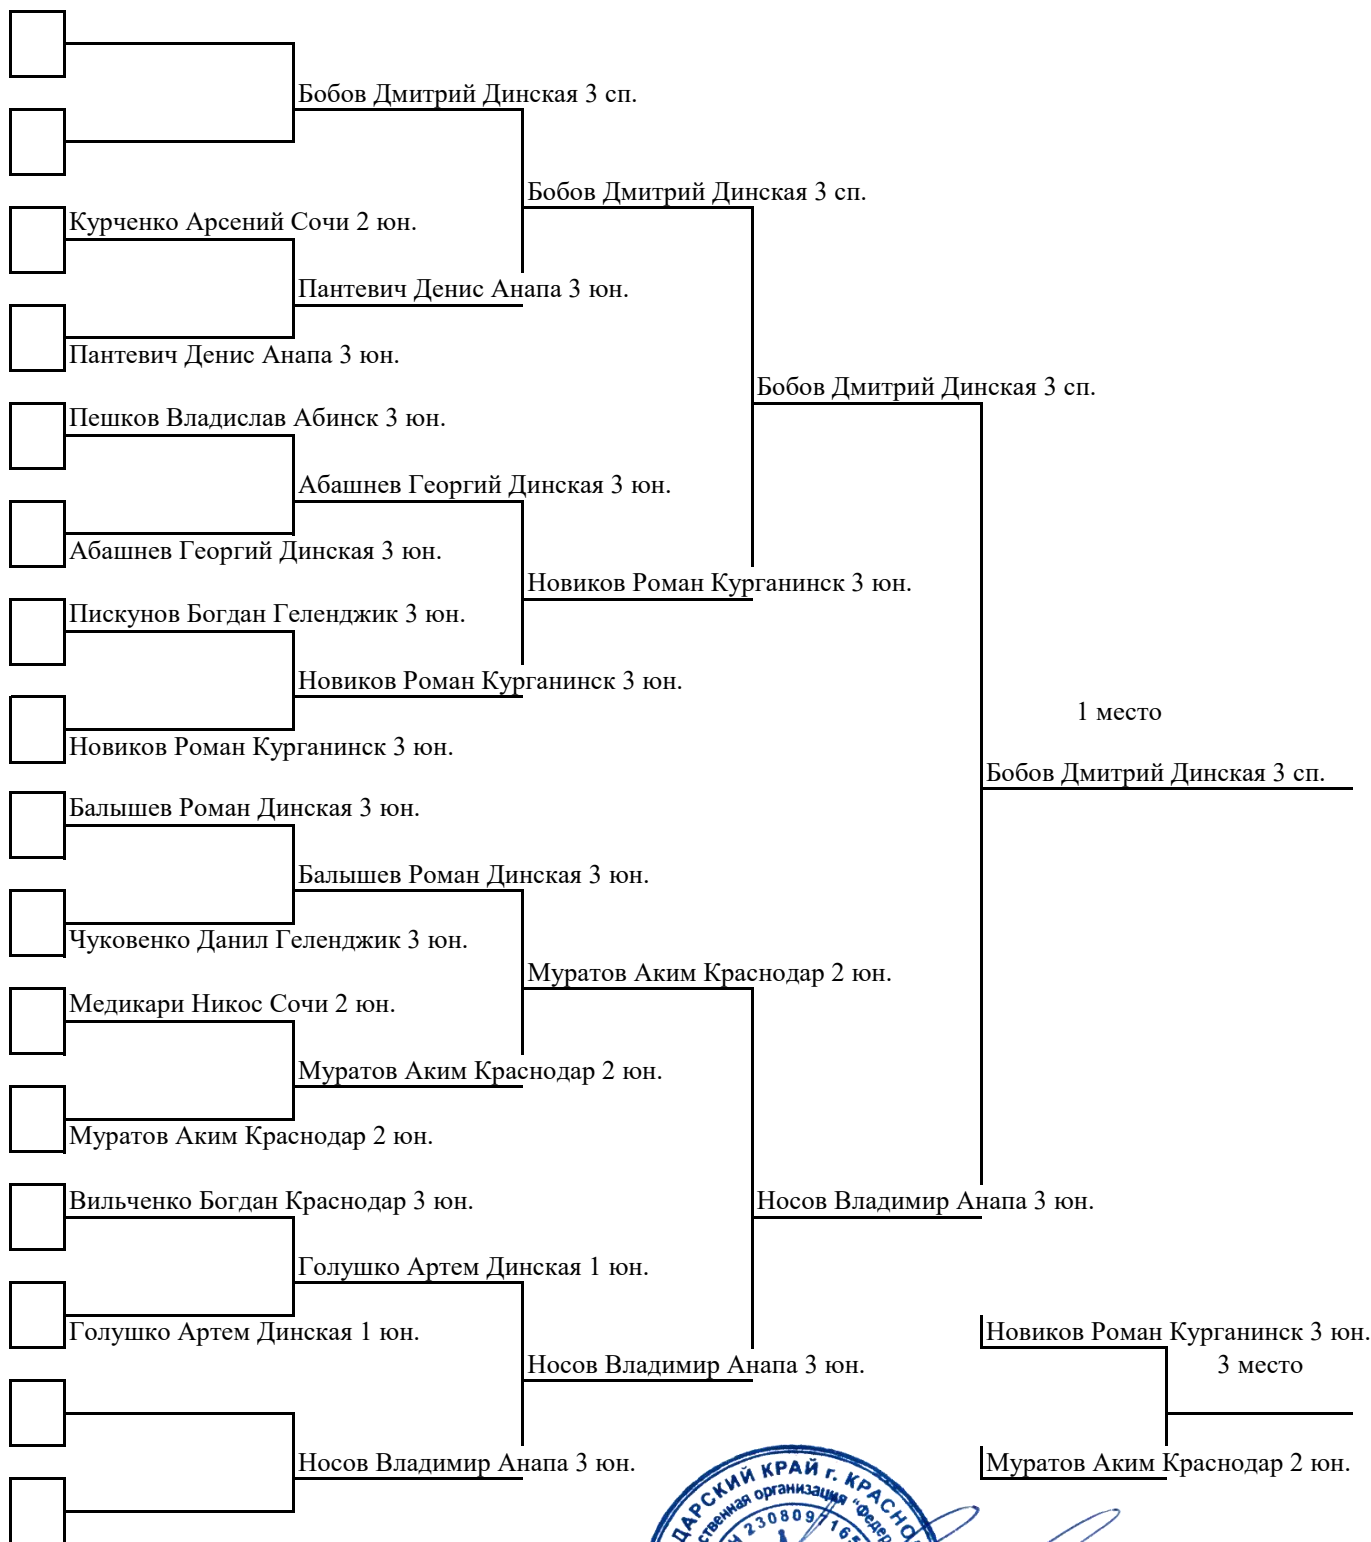 Бобов Дмитрий Динская 3 сп.
Бобов Дмитрий Динская 3 сп.
Курченко Арсений Сочи 2 юн.
Пантевич Денис Анапа 3 юн.
Пантевич Денис Анапа 3 юн.
Бобов Дмитрий Динская 3 сп.
Пешков Владислав Абинск 3 юн.
Абашнев Георгий Динская 3 юн.
Абашнев Георгий Динская 3 юн.
Новиков Роман Курганинск 3 юн.
Пискунов Богдан Геленджик 3 юн.
Новиков Роман Курганинск 3 юн.
1 место
Новиков Роман Курганинск 3 юн.
Бобов Дмитрий Динская 3 сп.
Балышев Роман Динская 3 юн.
Балышев Роман Динская 3 юн.
Чуковенко Данил Геленджик 3 юн.
Муратов Аким Краснодар 2 юн.
Медикари Никос Сочи 2 юн.
Муратов Аким Краснодар 2 юн.
Муратов Аким Краснодар 2 юн.
Вильченко Богдан Краснодар 3 юн.
Носов Владимир Анапа 3 юн.
Голушко Артем Динская 1 юн.
Голушко Артем Динская 1 юн.
Новиков Роман Курганинск 3 юн.
Носов Владимир Анапа 3 юн.
3 место
Носов Владимир Анапа 3 юн.
Муратов Аким Краснодар 2 юн.
ДАРСКИЙ КРАЙ г. КРАСНО
ственная организация "Федер
Н 230809716